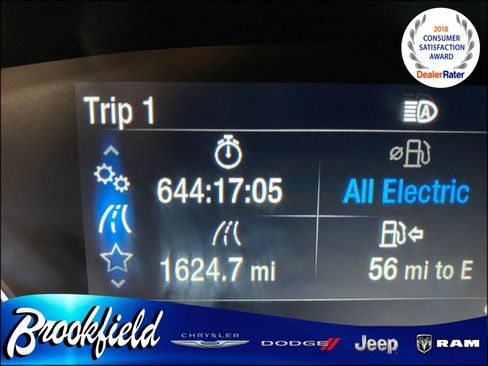 2018
CONSUMER
SATISFACTION
AWARD
DealerRater
Trip 1
A
644:17:05
All Electric
1624.7 mi
56 mi to E
Brookfield
CHRYSLER
DODGE
Jeep
RAM